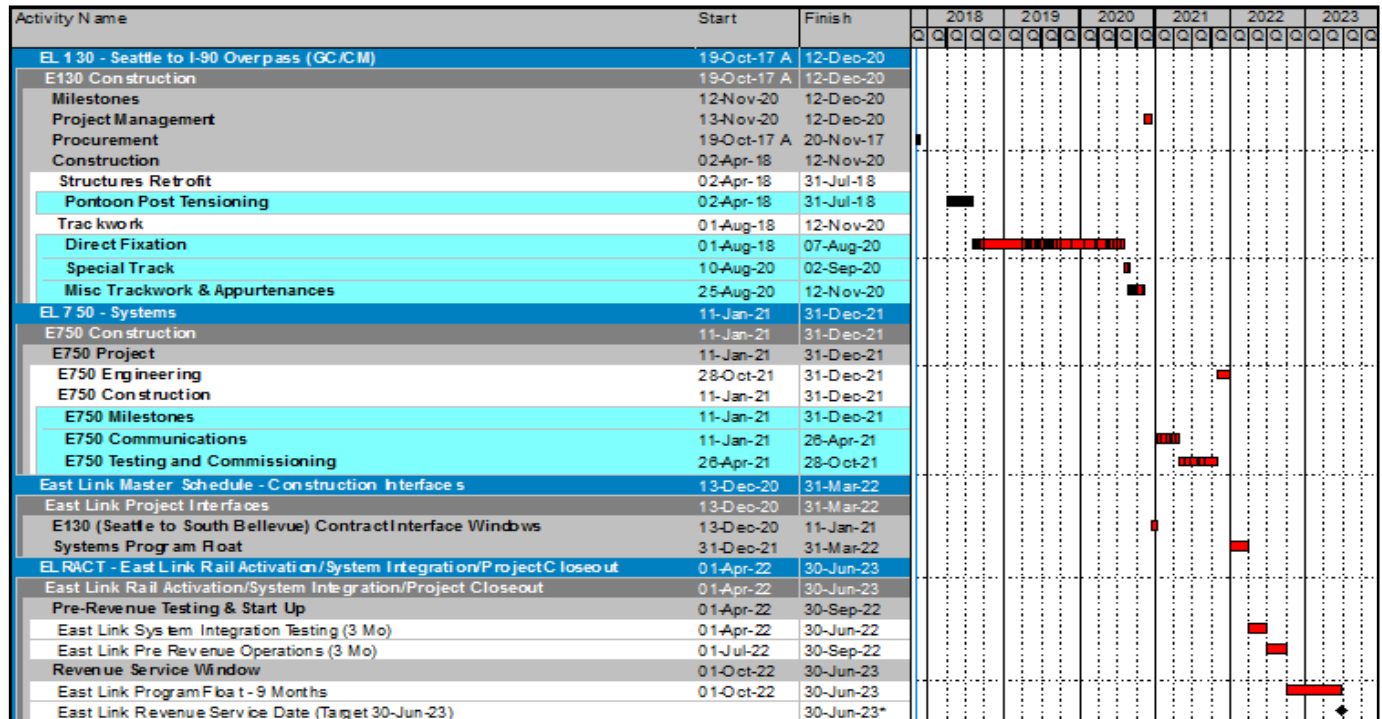 Activity Name Start Finish 2018 2019 2020 2021 2022 2023
Q Q Q Q Q Q Q Q Q Q Q Q Q Q Q Q Q Q Q Q Q Q Q Q Q
EL130 - Seattle to I-90 Overpass (GC/CM) 19-Oct-17 A 12-Dec-20
E130 Construction 19-Oct-17 A 12-Dec-20
Milestones 12-Nov-20 12-Dec-20
Project Management 13-Nov-20 12-Dec-20
Procurement 19-Oct-17 A 20-Nov-17
Construction 02-Apr-18 12-Nov-20
Structures Retrofit 02-Apr-18 31-Jul-18
Pontoon Post Tensioning 02-Apr-18 31-Jul-18
Trackwork 01-Aug-18 12-Nov-20
Direct Fixation 01-Aug-18 07-Aug-20
Special Track 10-Aug-20 02-Sep-20
Misc Trackwork & Appurtenances 25-Aug-20 12-Nov-20
EL750 - Systems 11-Jan-21 31-Dec-21
E750 Construction 11-Jan-21 31-Dec-21
E750 Project 11-Jan-21 31-Dec-21
E750 Engineering 28-Oct-21 31-Dec-21
E750 Construction 11-Jan-21 31-Dec-21
E750 Milestones 11-Jan-21 31-Dec-21
E750 Communications 11-Jan-21 26-Apr-21
E750 Testing and Commissioning 26-Apr-21 28-Oct-21
East Link Master Schedule - Construction Interfaces 13-Dec-20 31-Mar-22
East Link Project Interfaces 13-Dec-20 31-Mar-22
E130 (Seattle to South Bellevue) Contract Interface Windows 13-Dec-20 11-Jan-21
Systems Program Float 31-Dec-21 31-Mar-22
ELRACT - East Link Rail Activation/System Integration/Project Closeout 01-Apr-22 30-Jun-23
East Link Rail Activation/System Integration/Project Closeout 01-Apr-22 30-Jun-23
Pre-Revenue Testing & Start Up 01-Apr-22 30-Sep-22
East Link System Integration Testing (3 Mo) 01-Apr-22 30-Jun-22
East Link Pre Revenue Operations (3 Mo) 01-Jul-22 30-Sep-22
Revenue Service Window 01-Oct-22 30-Jun-23
East Link Program Float - 9 Months 01-Oct-22 30-Jun-23
East Link Revenue Service Date (Target 30-Jun-23) 30-Jun-23*